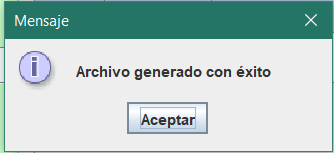 Mensaje
Archivo generado con éxito
Aceptar